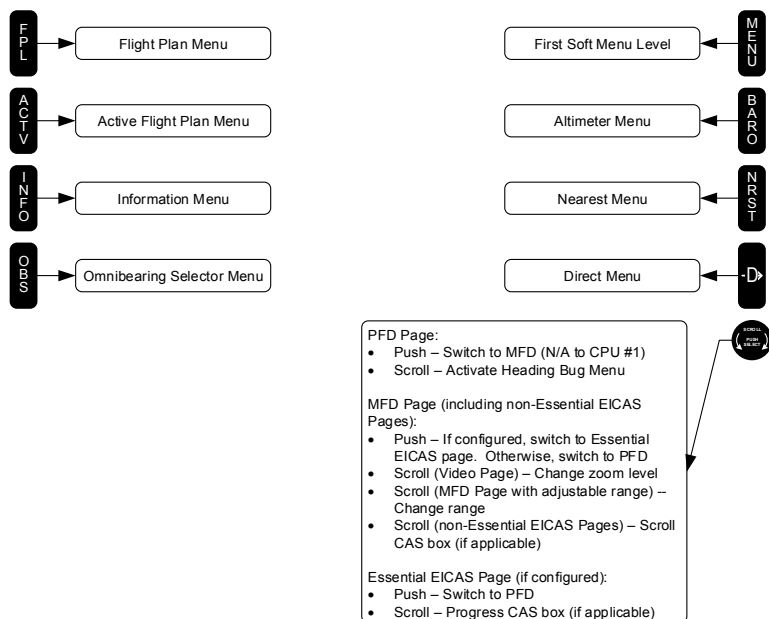 FPL
Flight Plan Menu
First Soft Menu Level
MENU
ACTV
Active Flight Plan Menu
Altimeter Menu
BARO
INFO
Information Menu
Nearest Menu
NRST
OBS
Omnibearing Selector Menu
Direct Menu
-D>
SCROLL
PUSH
SELECT
PFD Page:
• Push – Switch to MFD (N/A to CPU #1)
• Scroll – Activate Heading Bug Menu
MFD Page (including non-Essential EICAS
Pages):
• Push – If configured, switch to Essential
EICAS page. Otherwise, switch to PFD
• Scroll (Video Page) – Change zoom level
• Scroll (MFD Page with adjustable range) --
Change range
• Scroll (non-Essential EICAS Pages) – Scroll
CAS box (if applicable)
Essential EICAS Page (if configured):
• Push – Switch to PFD
• Scroll – Progress CAS box (if applicable)